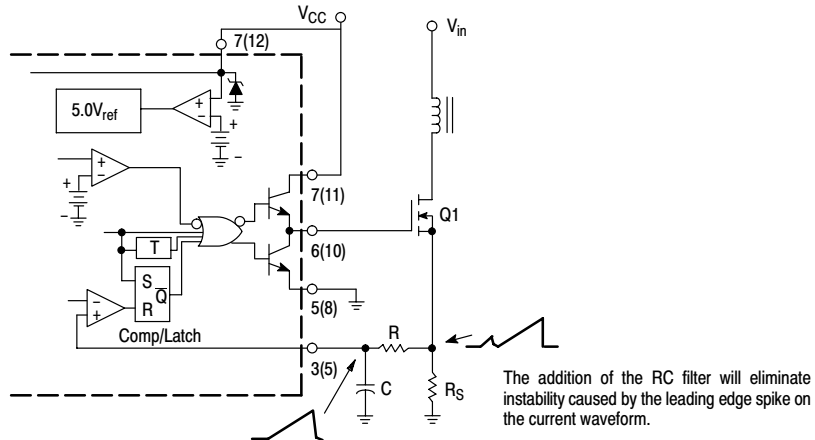 V_CC
V_in
7(12)
5.0V_ref
+
−
+
−
+
−
+
−
7(11)
Q1
6(10)
T
S
Q̅
R
5(8)
−
+
Comp/Latch
R
3(5)
C
R_S
The addition of the RC filter will eliminate
instability caused by the leading edge spike on
the current waveform.